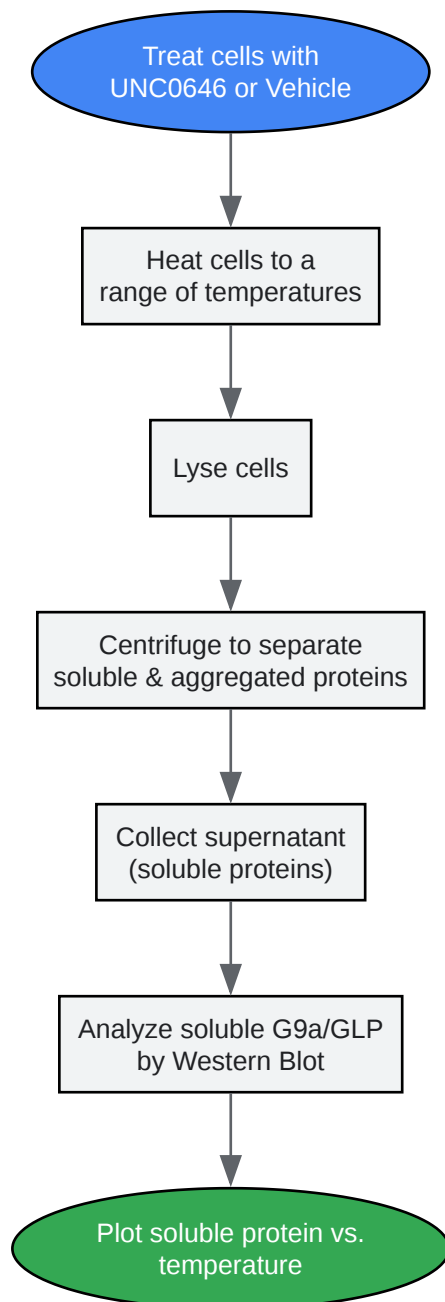 Treat cells with
UNC0646 or Vehicle
Heat cells to a
range of temperatures
Lyse cells
Centrifuge to separate
soluble & aggregated proteins
Collect supernatant
(soluble proteins)
Analyze soluble G9a/GLP
by Western Blot
Plot soluble protein vs.
temperature